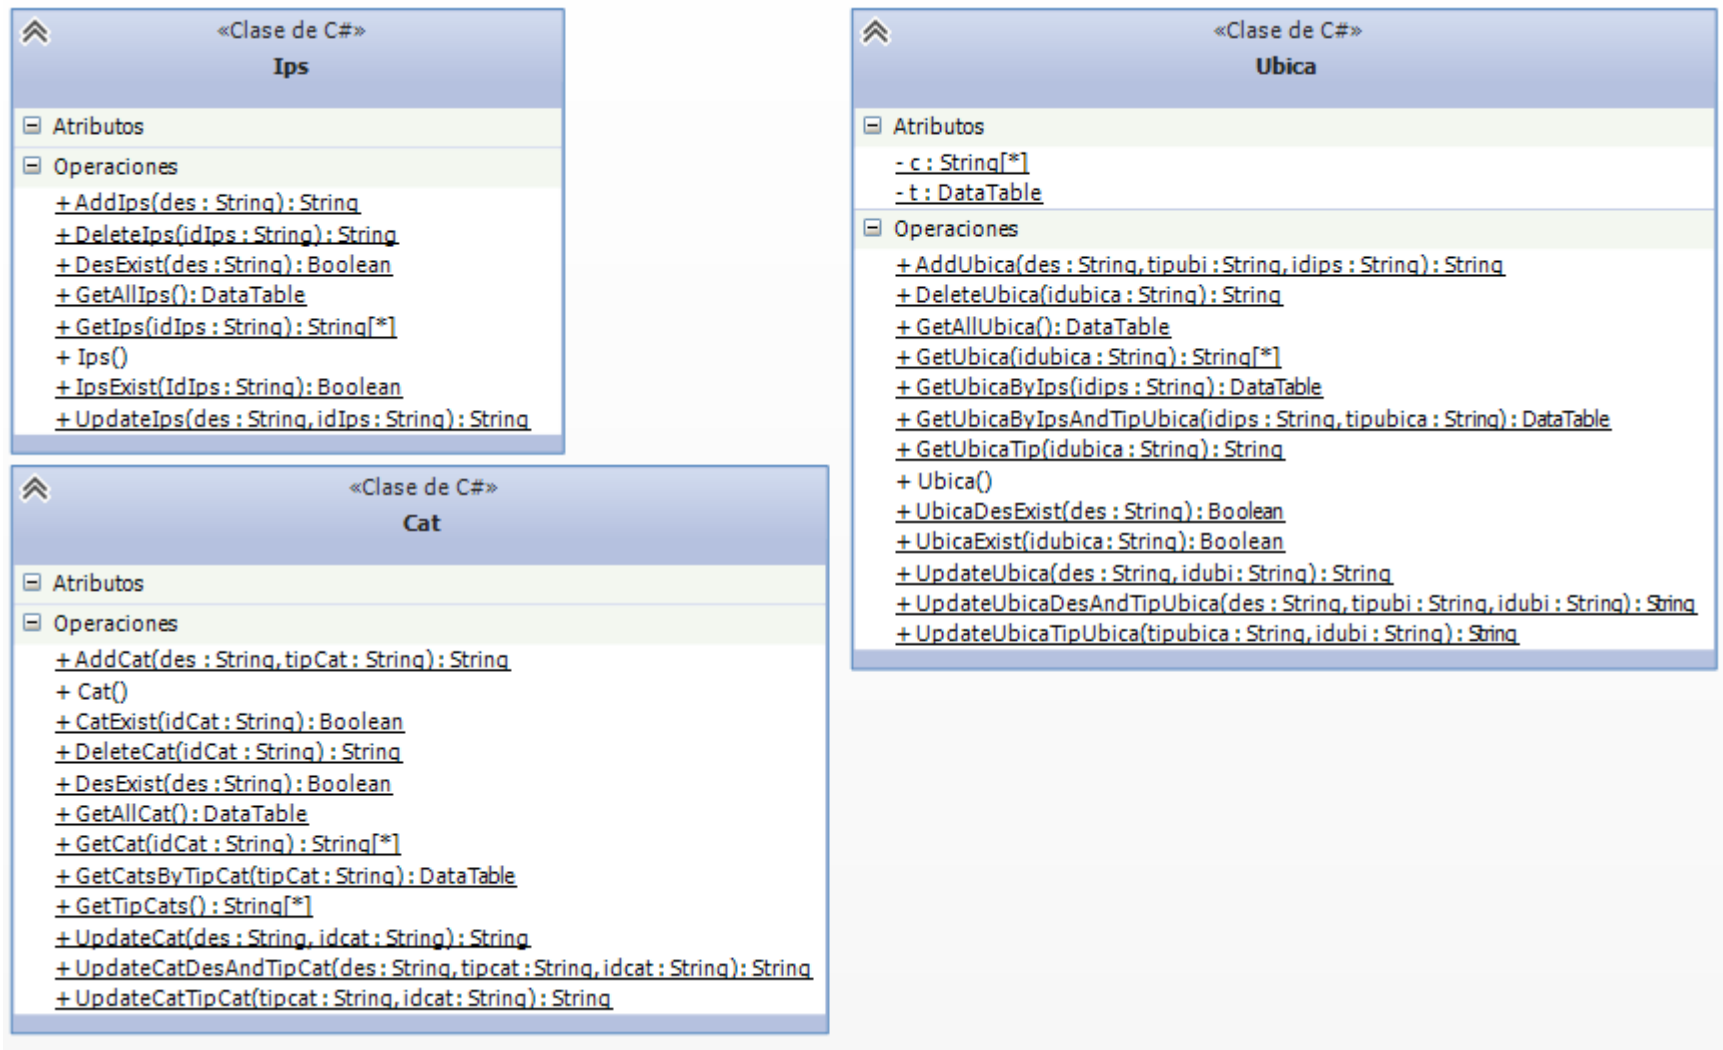 «Clase de C#»
Ips
Atributos
Operaciones
+ AddIps(des : String) : String
+ DeleteIps(idIps : String) : String
+ DesExist(des : String) : Boolean
+ GetAllIps() : DataTable
+ GetIps(idIps : String) : String[*]
+ Ips()
+ IpsExist(IdIps : String) : Boolean
+ UpdateIps(des : String, idIps : String) : String
«Clase de C#»
Cat
Atributos
Operaciones
+ AddCat(des : String, tipCat : String) : String
+ Cat()
+ CatExist(idCat : String) : Boolean
+ DeleteCat(idCat : String) : String
+ DesExist(des : String) : Boolean
+ GetAllCat() : DataTable
+ GetCat(idCat : String) : String[*]
+ GetCatsByTipCat(tipCat : String) : DataTable
+ GetTipCats() : String[*]
+ UpdateCat(des : String, idcat : String) : String
+ UpdateCatDesAndTipCat(des : String, tipcat : String, idcat : String) : String
+ UpdateCatTipCat(tipcat : String, idcat : String) : String
«Clase de C#»
Ubica
Atributos
- c : String[*]
- t : DataTable
Operaciones
+ AddUbica(des : String, tipubi : String, idips : String) : String
+ DeleteUbica(idubica : String) : String
+ GetAllUbica() : DataTable
+ GetUbica(idubica : String) : String[*]
+ GetUbicaByIps(idips : String) : DataTable
+ GetUbicaByIpsAndTipUbica(idips : String, tipubica : String) : DataTable
+ GetUbicaTip(idubica : String) : String
+ Ubica()
+ UbicaDesExist(des : String) : Boolean
+ UbicaExist(idubica : String) : Boolean
+ UpdateUbica(des : String, idubi : String) : String
+ UpdateUbicaDesAndTipUbica(des : String, tipubi : String, idubi : String) : String
+ UpdateUbicaTipUbica(tipubica : String, idubi : String) : String